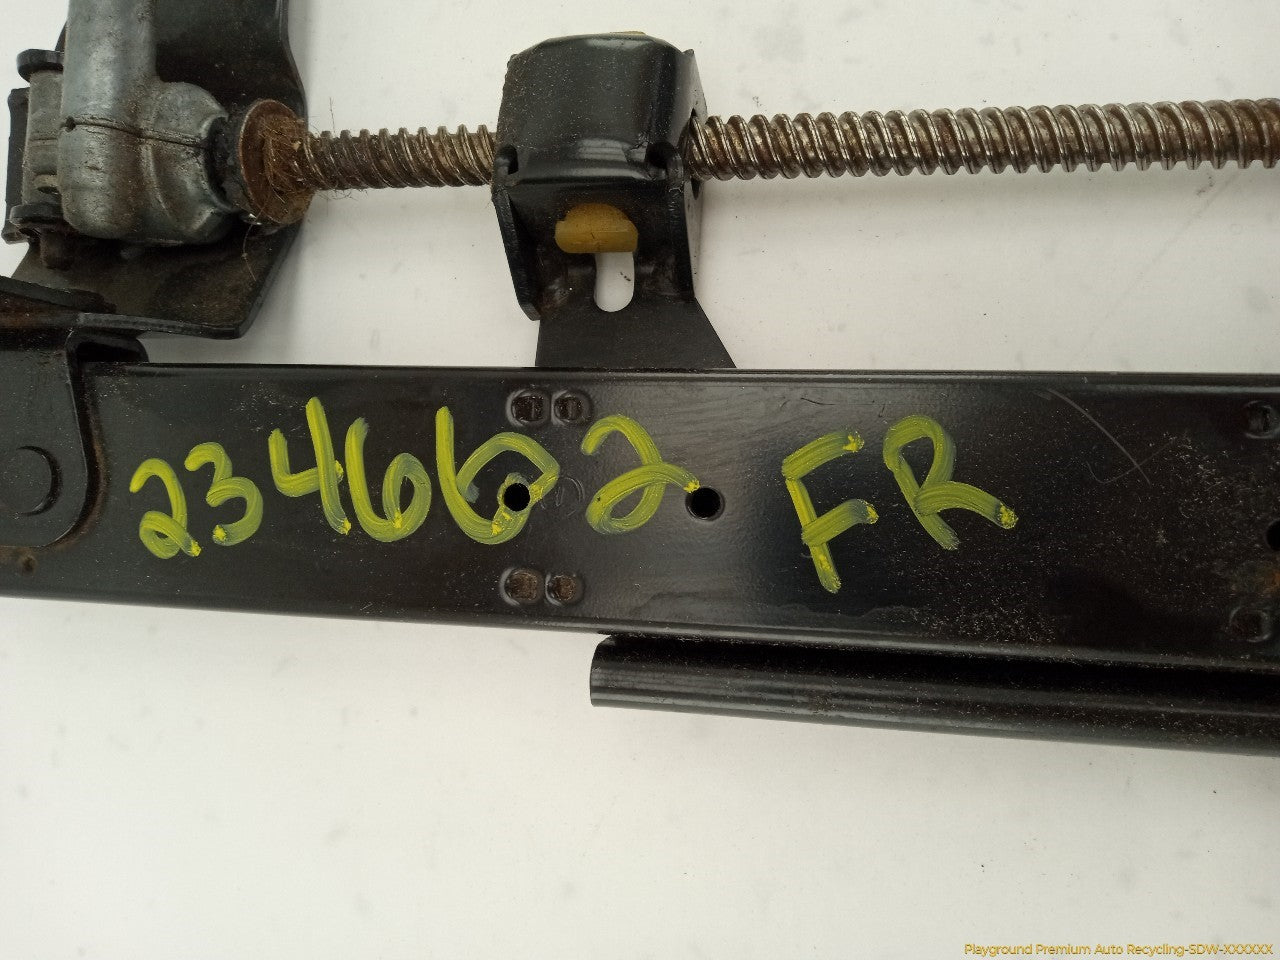 234662 FR
Playground Premium Auto Recycling-SDW-XXXXXX